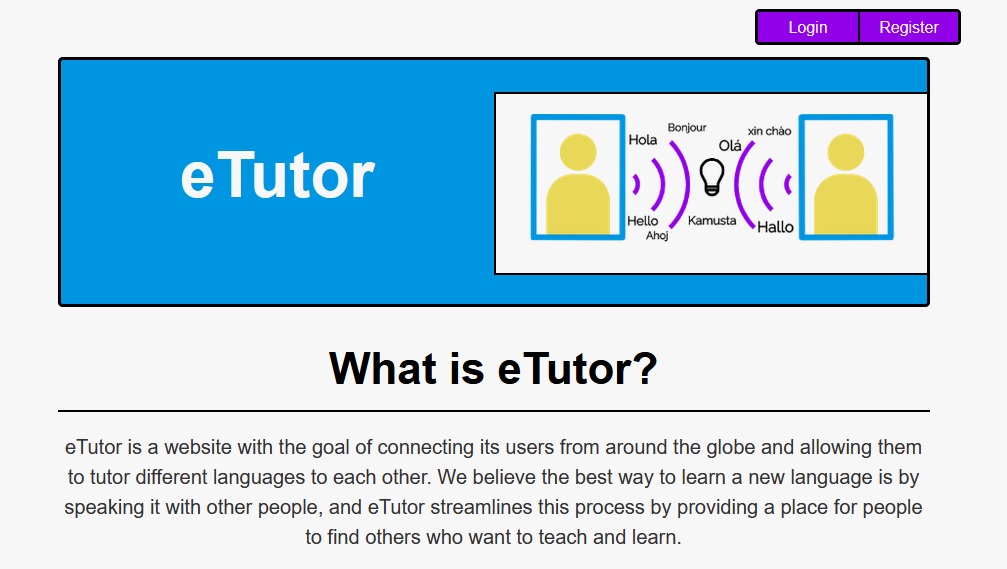 Login Register
eTutor
Hola Bonjour Olá xin chào
Hello Ahoj Kamusta Hallo
What is eTutor?
eTutor is a website with the goal of connecting its users from around the globe and allowing them
to tutor different languages to each other. We believe the best way to learn a new language is by
speaking it with other people, and eTutor streamlines this process by providing a place for people
to find others who want to teach and learn.